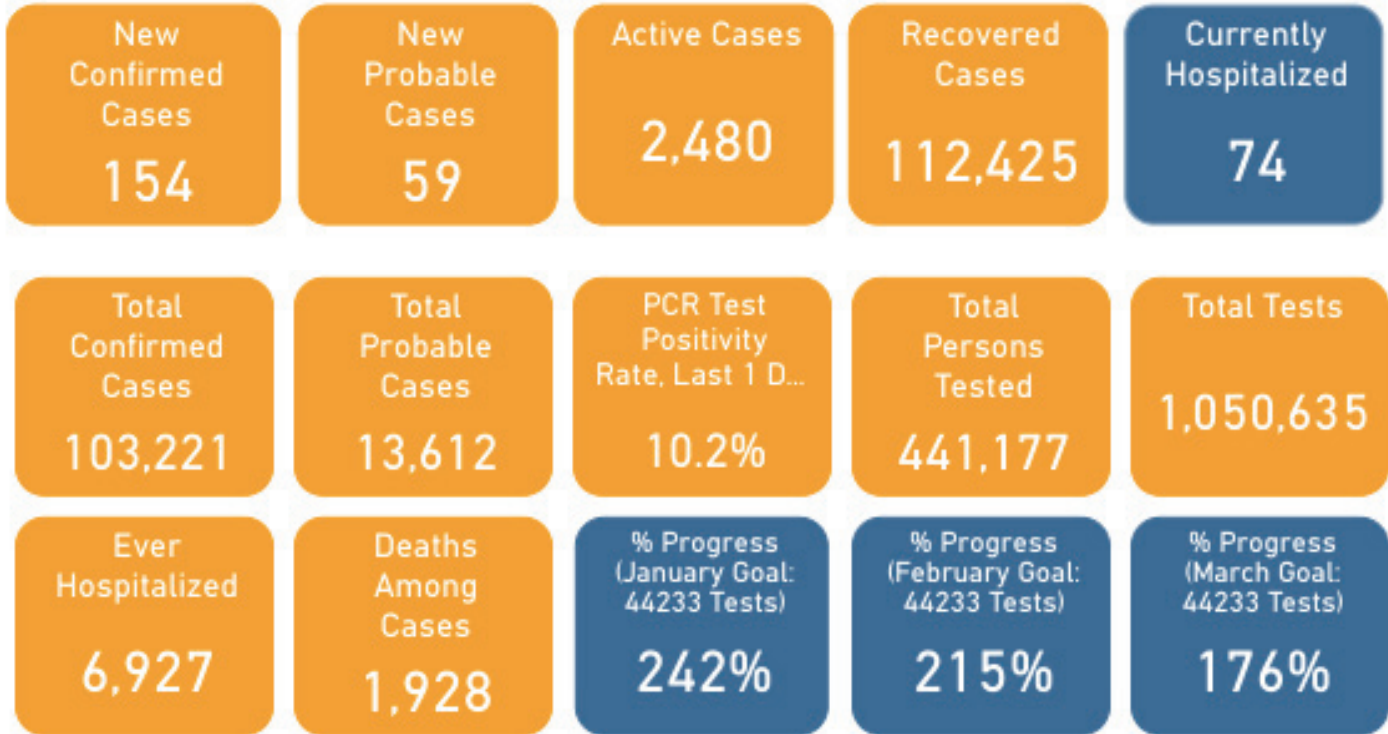 New
Confirmed
Cases
154
New
Probable
Cases
59
Active Cases
2,480
Recovered
Cases
112,425
Currently
Hospitalized
74
Total
Confirmed
Cases
103,221
Total
Probable
Cases
13,612
PCR Test
Positivity
Rate, Last 1 D...
10.2%
Total
Persons
Tested
441,177
Total Tests
1,050,635
Ever
Hospitalized
6,927
Deaths
Among
Cases
1,928
% Progress
(January Goal:
44233 Tests)
242%
% Progress
(February Goal:
44233 Tests)
215%
% Progress
(March Goal:
44233 Tests)
176%